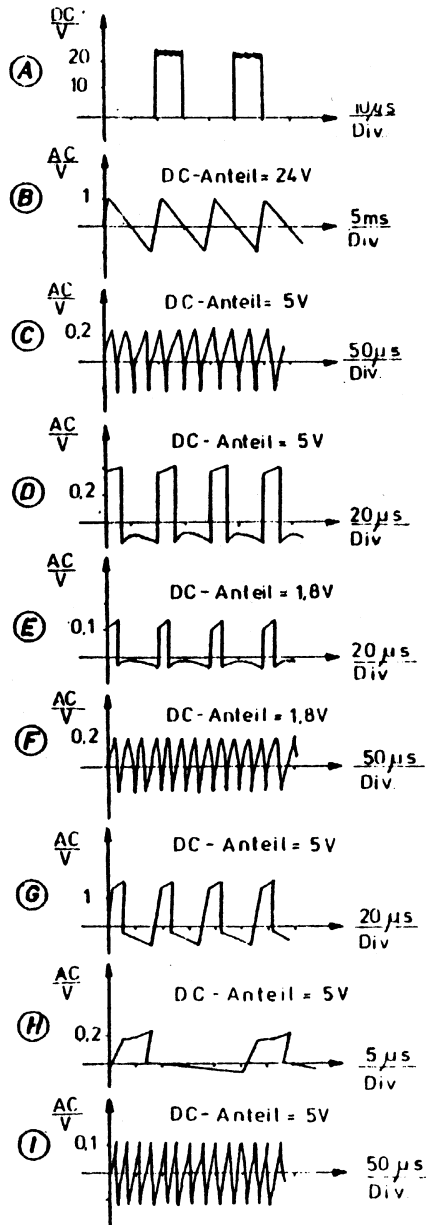 DC
V
A
20
10
10µs
Div.
AC
V
DC-Anteil = 24V
B
1
5ms
Div
AC
V
DC-Anteil = 5V
C
0,2
50µs
Div.
AC
V
DC-Anteil = 5V
D
0,2
20µs
Div
AC
V
DC-Anteil = 1,8V
E
0,1
20µs
Div
AC
V
DC-Anteil = 1,8V
F
0,2
50µs
Div.
AC
V
DC-Anteil = 5V
G
1
20µs
Div
AC
V
DC-Anteil = 5V
H
0,2
5µs
Div
AC
V
DC-Anteil = 5V
I
0,1
50µs
Div